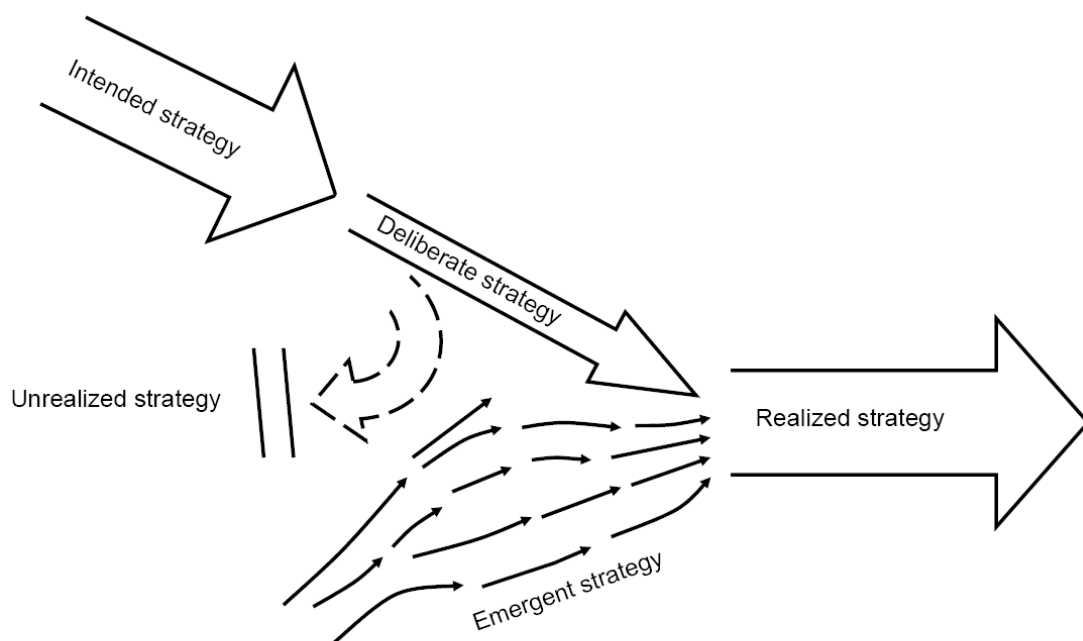 Intended strategy
Deliberate strategy
Unrealized strategy
Realized strategy
Emergent strategy